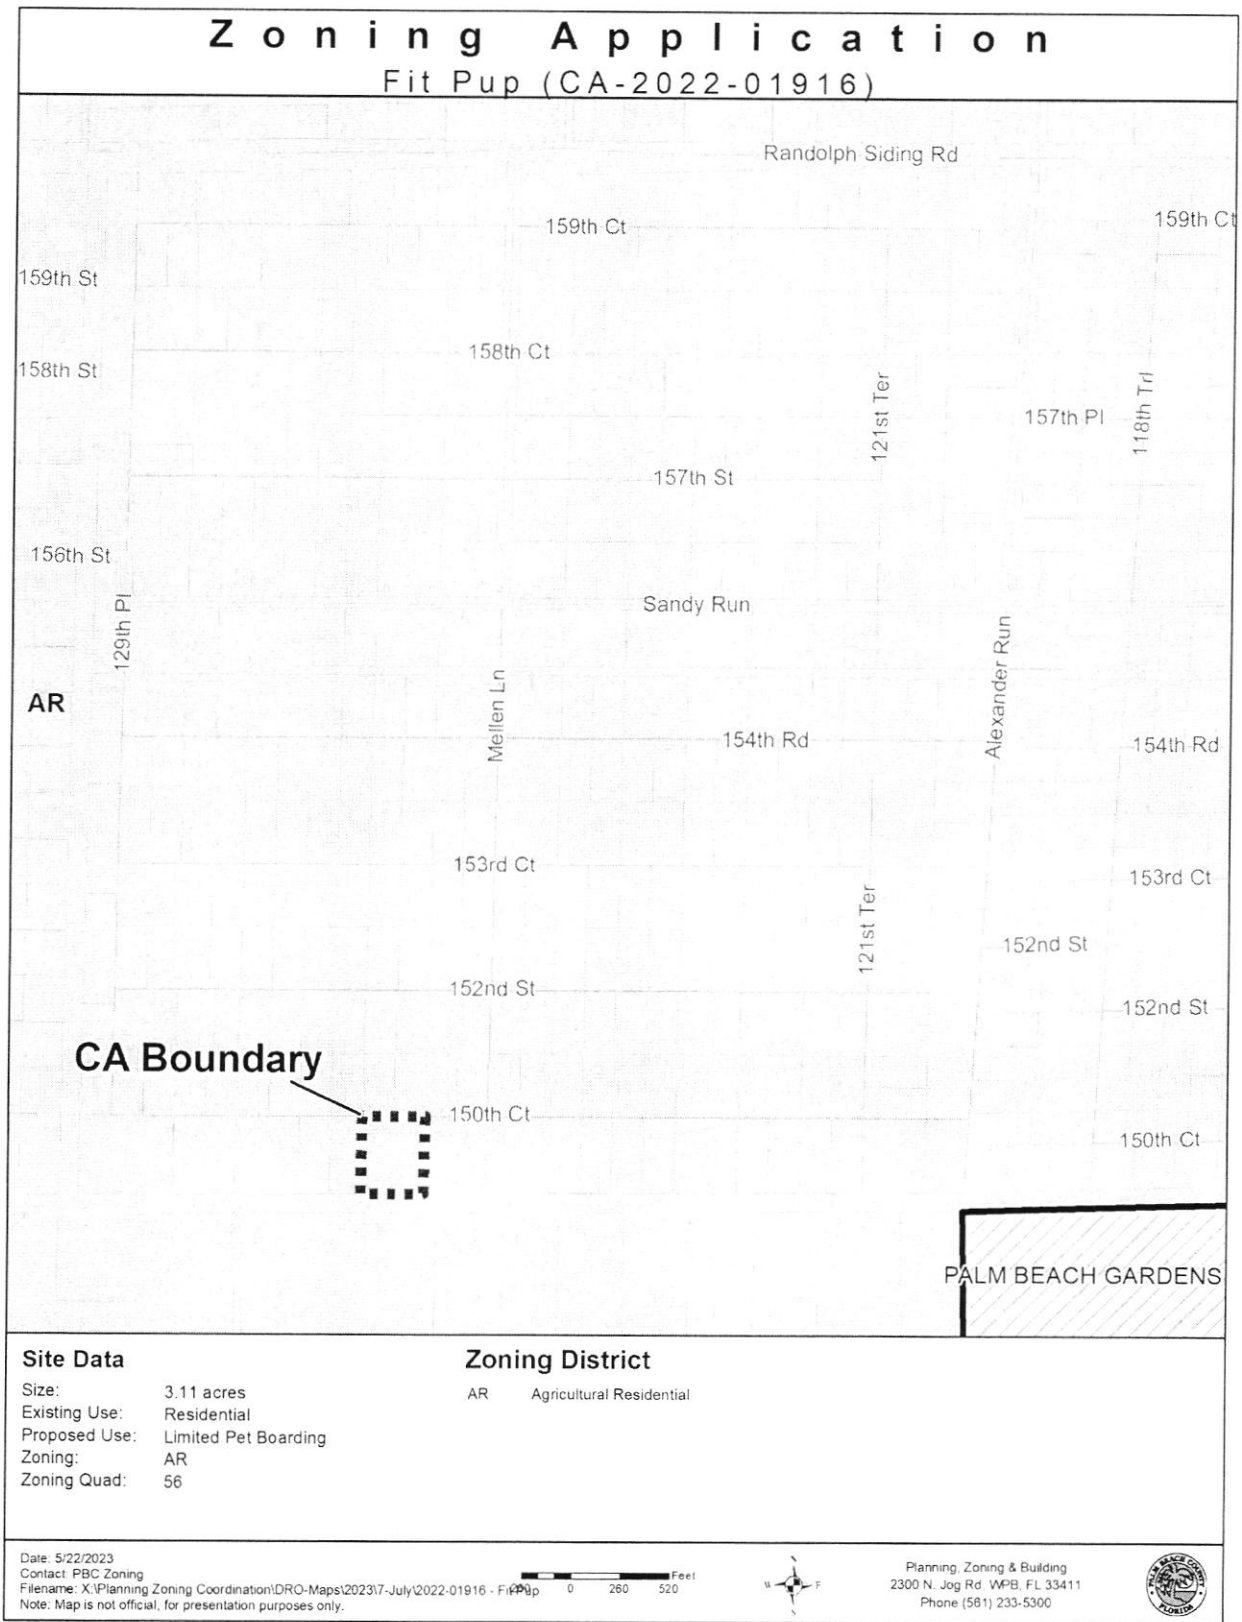 Zoning Application
Fit Pup (CA-2022-01916)
Randolph Siding Rd
159th Ct
159th Ct
159th St
158th Ct
158th St
121st Ter
157th Pl
118th Trl
157th St
156th St
129th Pl
Sandy Run
Mellen Ln
Alexander Run
AR
154th Rd
154th Rd
153rd Ct
153rd Ct
121st Ter
152nd St
152nd St
152nd St
CA Boundary
150th Ct
150th Ct
PALM BEACH GARDENS
Site Data
Size: 3.11 acres
Existing Use: Residential
Proposed Use: Limited Pet Boarding
Zoning: AR
Zoning Quad: 56
Zoning District
AR Agricultural Residential
Date: 5/22/2023
Contact: PBC Zoning
Filename: X:\Planning Zoning Coordination\DRO-Maps\2023\7-July\2022-01916 - Fit Pup
Note: Map is not official, for presentation purposes only.
Feet
0 260 520
W
Planning, Zoning & Building
2300 N. Jog Rd. WPB, FL 33411
Phone (561) 233-5300
PALM BEACH COUNTY
FLORIDA